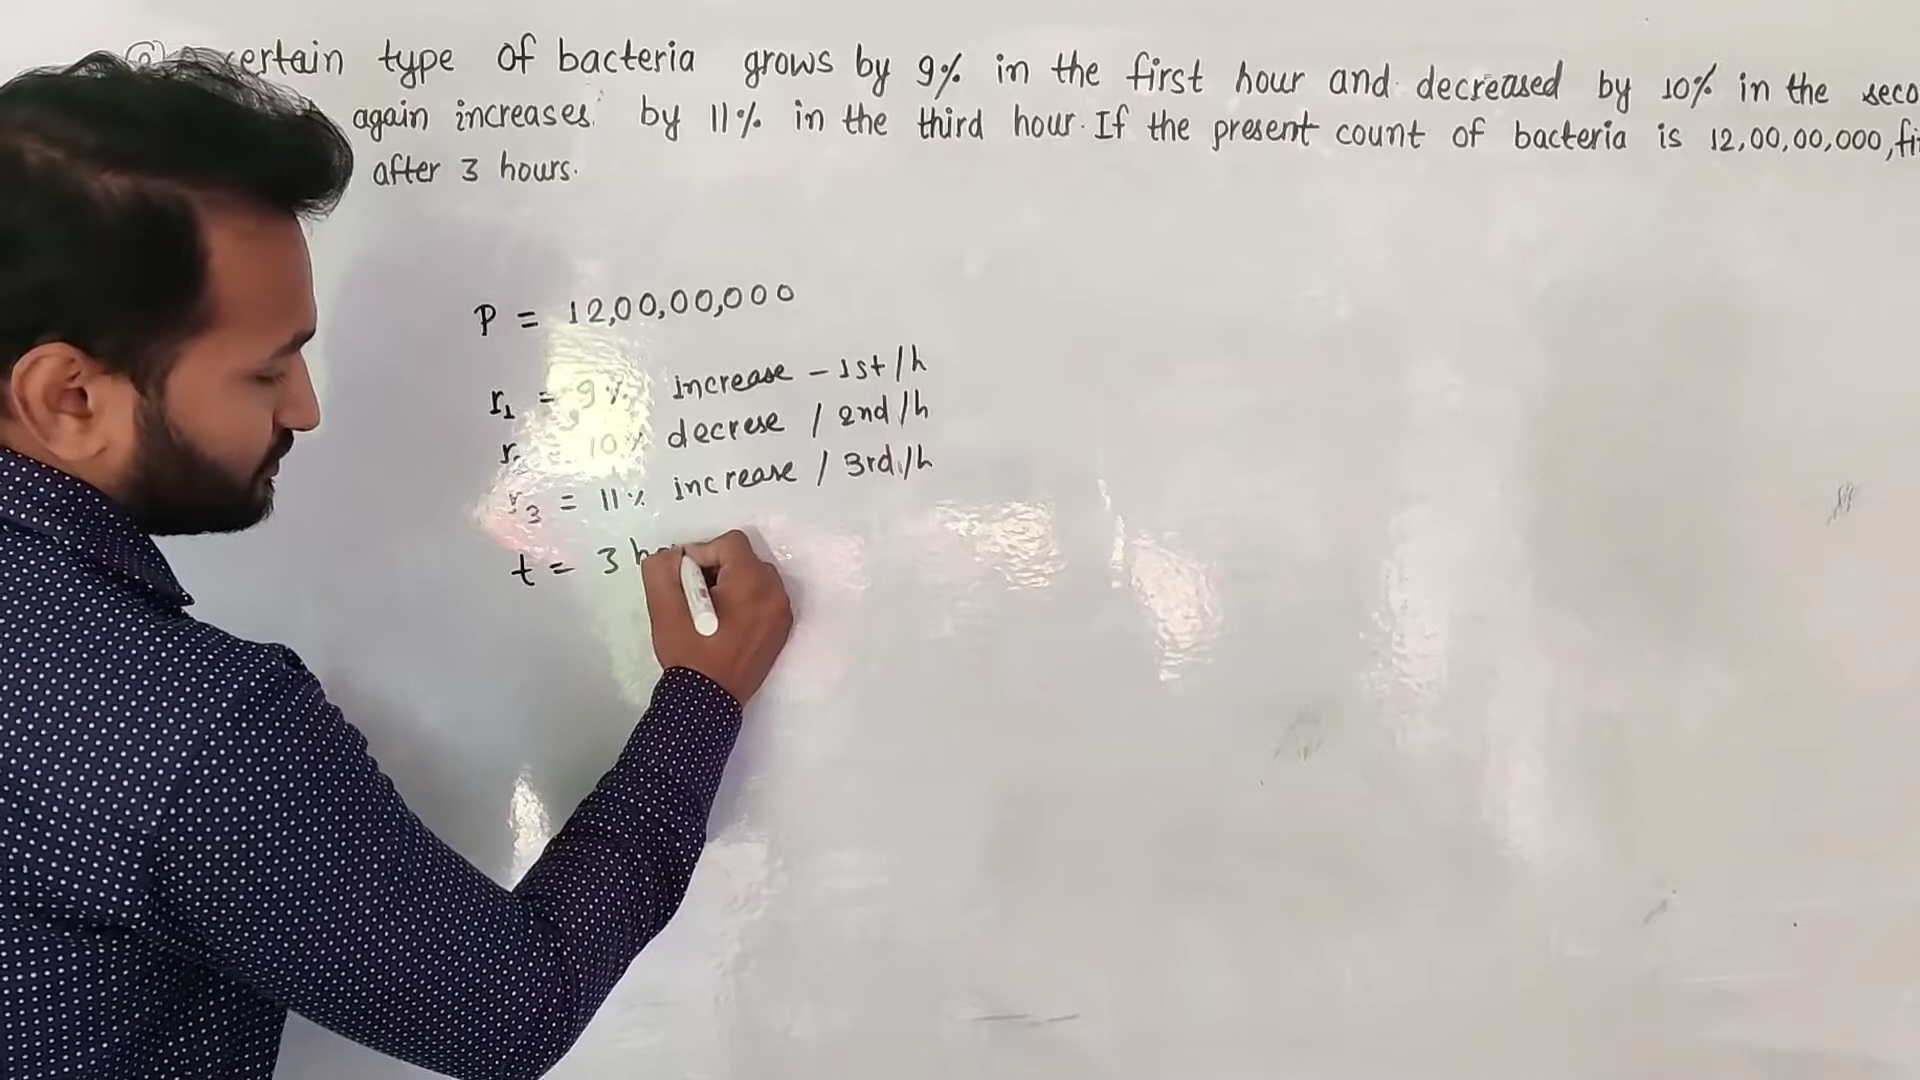 type of bacteria grows by 9% in the first hour and decreased by 10% in the
again increases by 11% in the third hour. If the present count of bacteria is 12,00,00,000,
after 3 hours.
P = 12,00,00,000
r1 = 9% increase - 1st/h
r = 10% decrese / 2nd/h
r3 = 11% increase / 3rd/h
t = 3